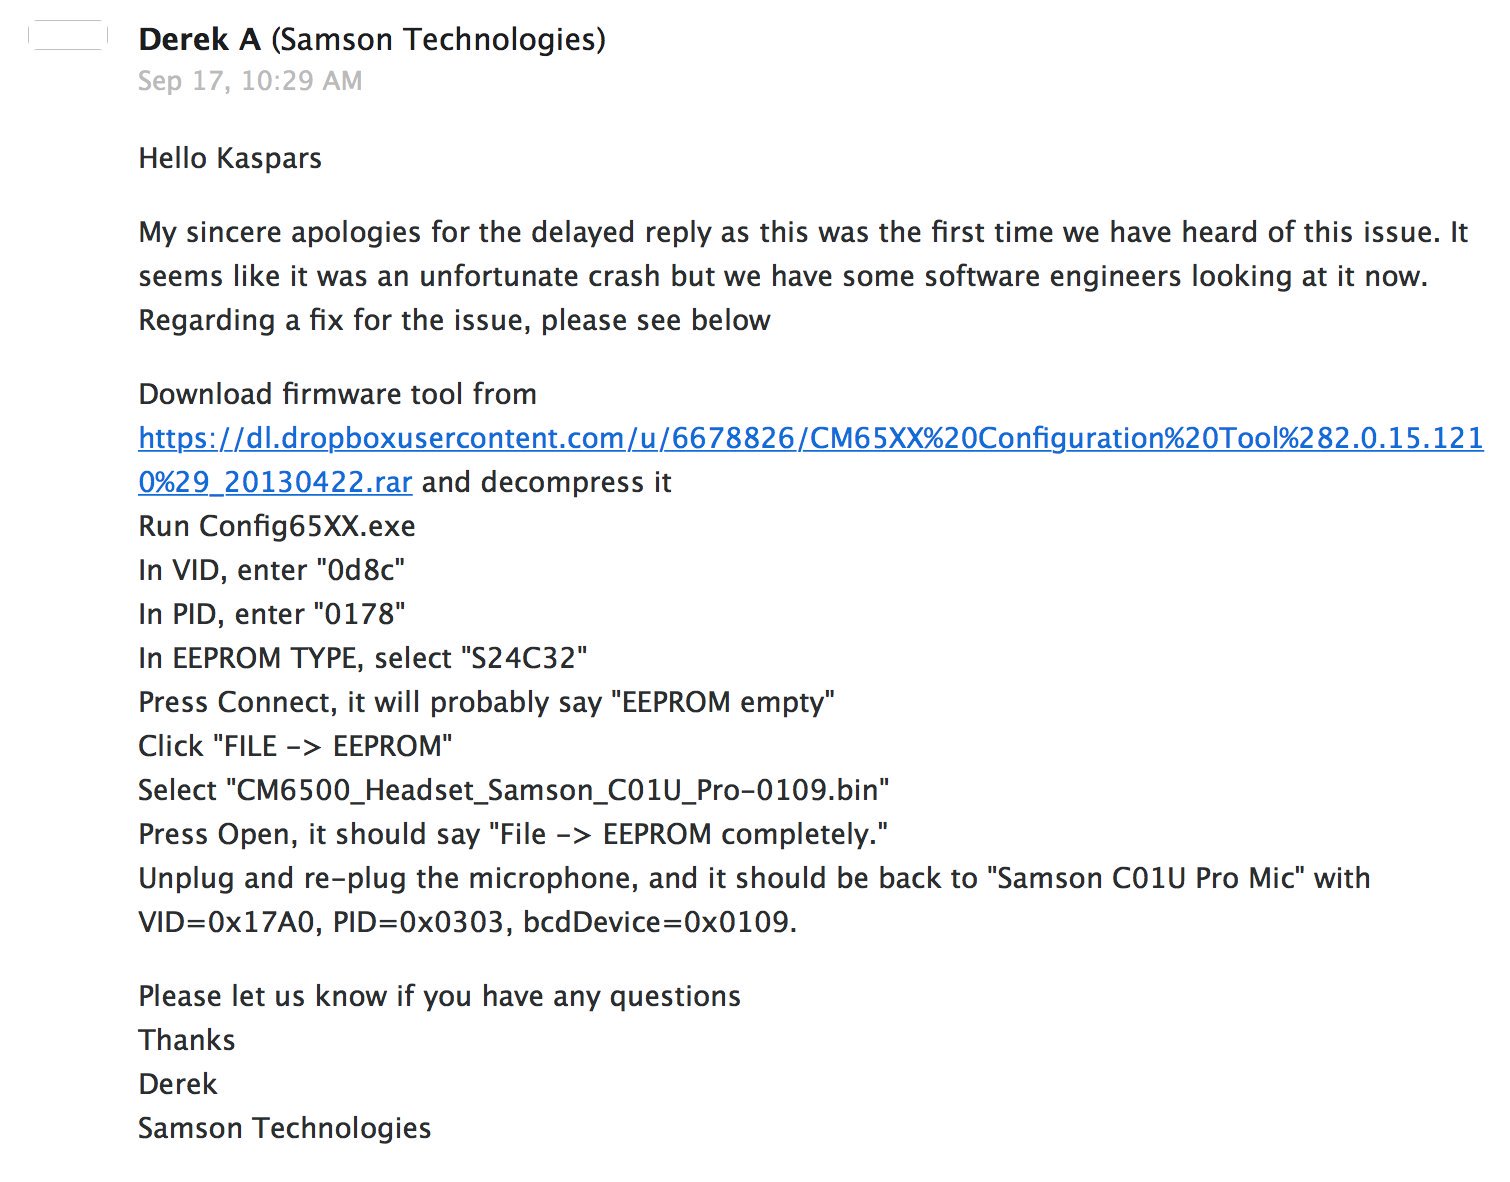 Derek A (Samson Technologies)
Sep 17, 10:29 AM
Hello Kaspars
My sincere apologies for the delayed reply as this was the first time we have heard of this issue. It
seems like it was an unfortunate crash but we have some software engineers looking at it now.
Regarding a fix for the issue, please see below
Download firmware tool from
https://dl.dropboxusercontent.com/u/6678826/CM65XX%20Configuration%20Tool%282.0.15.121
0%29_20130422.rar and decompress it
Run Config65XX.exe
In VID, enter "0d8c"
In PID, enter "0178"
In EEPROM TYPE, select "S24C32"
Press Connect, it will probably say "EEPROM empty"
Click "FILE -> EEPROM"
Select "CM6500_Headset_Samson_C01U_Pro-0109.bin"
Press Open, it should say "File -> EEPROM completely."
Unplug and re-plug the microphone, and it should be back to "Samson C01U Pro Mic" with
VID=0x17A0, PID=0x0303, bcdDevice=0x0109.
Please let us know if you have any questions
Thanks
Derek
Samson Technologies